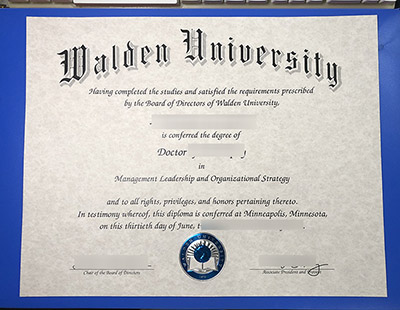 Walden University
Having completed the studies and satisfied the requirements prescribed
by the Board of Directors of Walden University,
is conferred the degree of
Doctor
in
Management Leadership and Organizational Strategy
and to all rights, privileges, and honors pertaining thereto.
In testimony whereof, this diploma is conferred at Minneapolis, Minnesota,
on this thirtieth day of June,
Chair of the Board of Directors
Associate President and